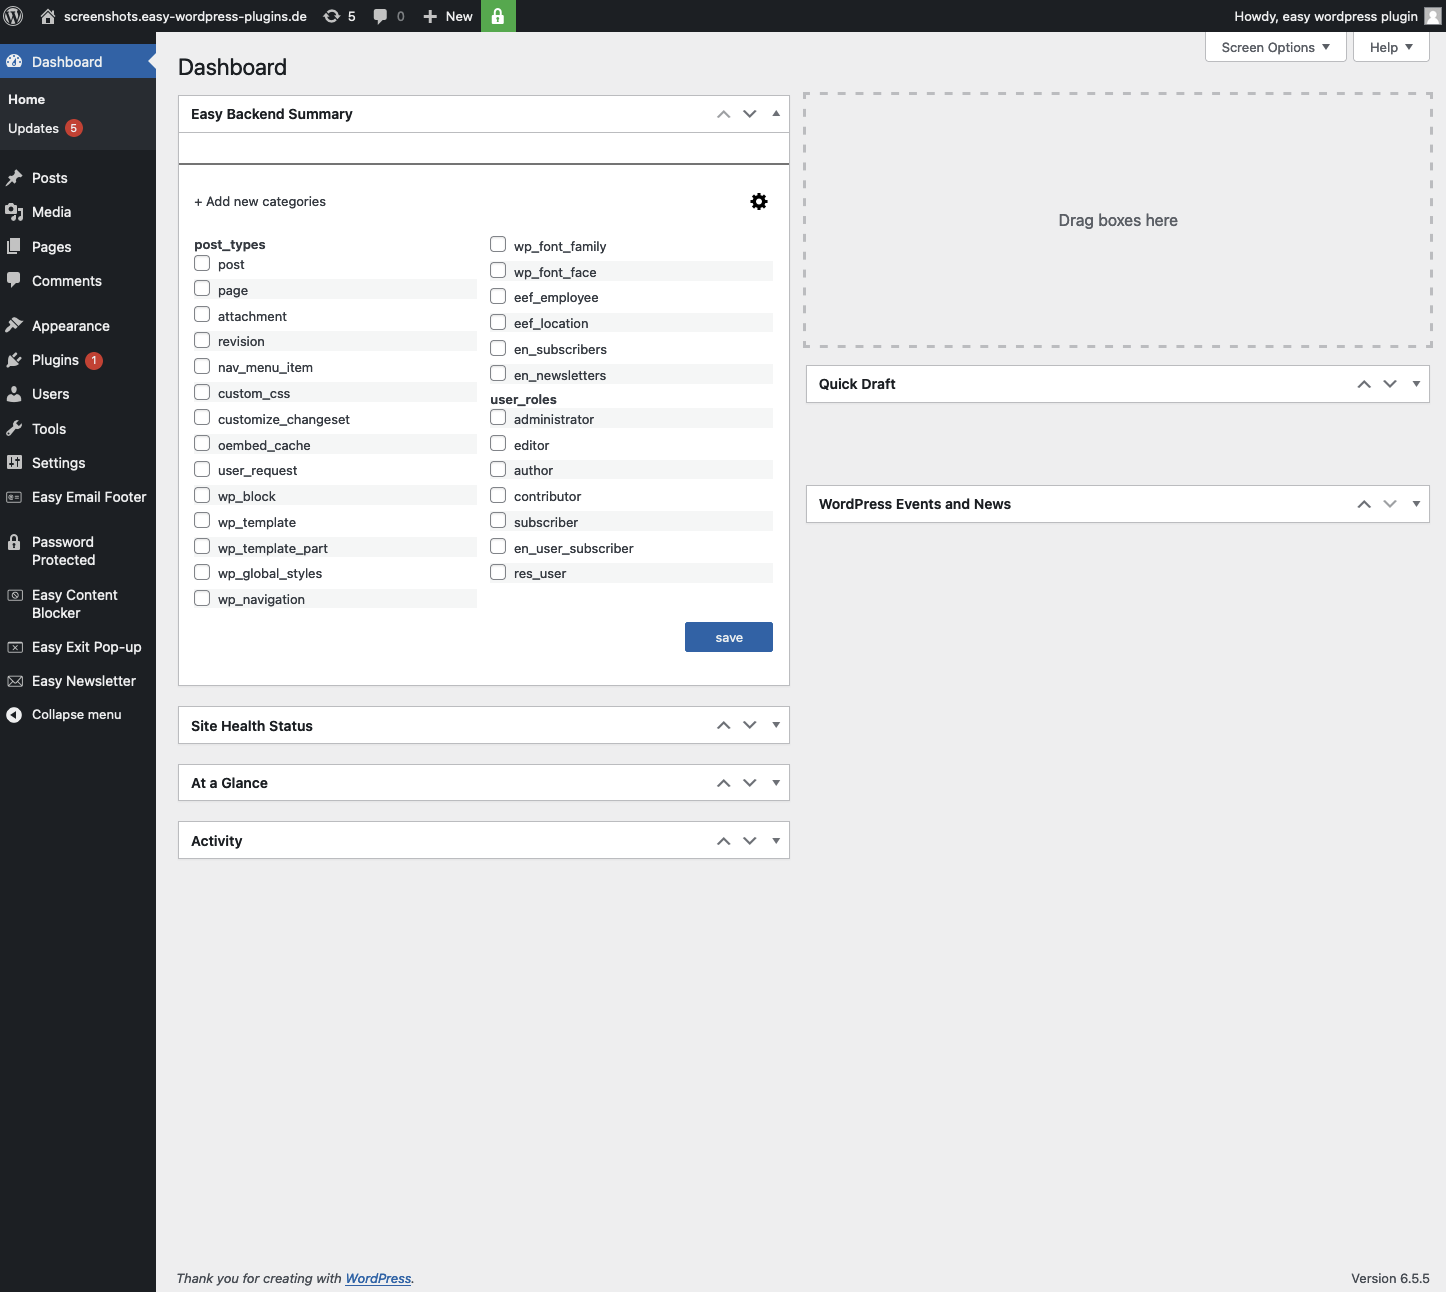 screenshots.easy-wordpress-plugins.de 5 0 New
Howdy, easy wordpress plugin
Dashboard
Home
Updates 5
Posts
Media
Pages
Comments
Appearance
Plugins 1
Users
Tools
Settings
Easy Email Footer
Password
Protected
Easy Content
Blocker
Easy Exit Pop-up
Easy Newsletter
Collapse menu
Screen Options
Help
Dashboard
Easy Backend Summary
+ Add new categories
post_types
post
page
attachment
revision
nav_menu_item
custom_css
customize_changeset
oembed_cache
user_request
wp_block
wp_template
wp_template_part
wp_global_styles
wp_navigation
wp_font_family
wp_font_face
eef_employee
eef_location
en_subscribers
en_newsletters
user_roles
administrator
editor
author
contributor
subscriber
en_user_subscriber
res_user
save
Site Health Status
At a Glance
Activity
Drag boxes here
Quick Draft
WordPress Events and News
Thank you for creating with WordPress.
Version 6.5.5